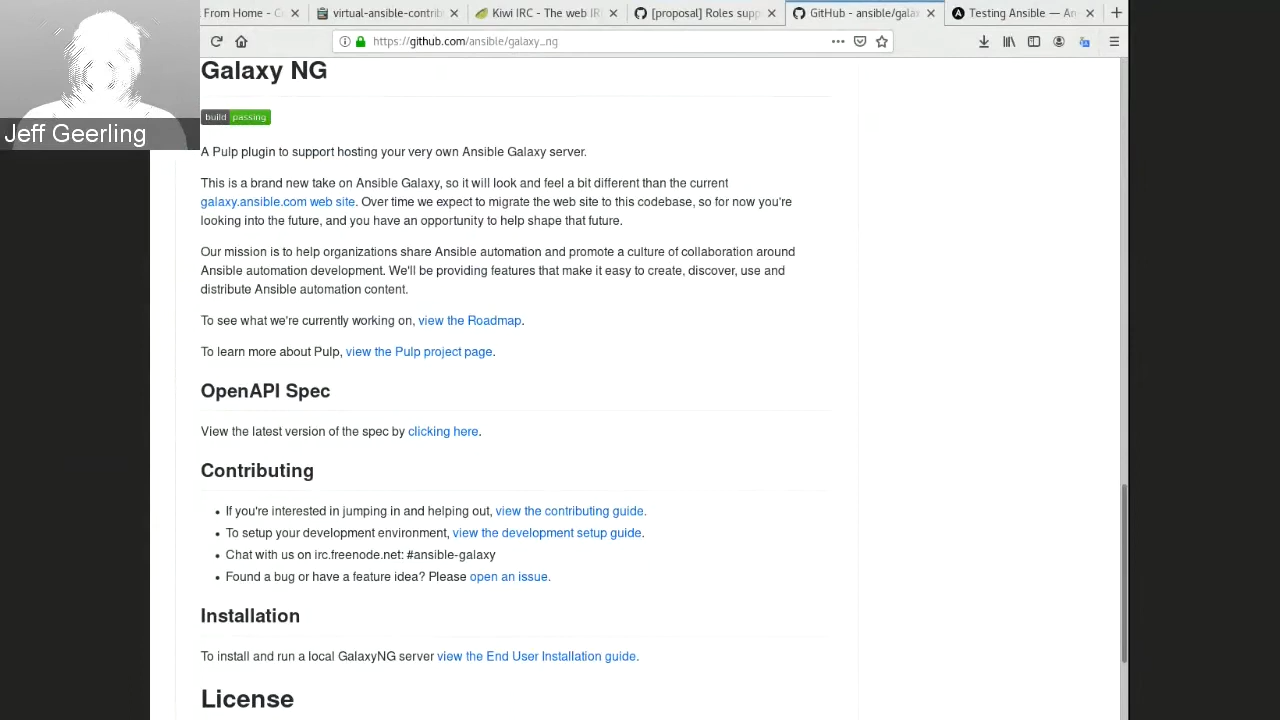 From Home - C
virtual-ansible-contrib
Kiwi IRC - The web IR
[proposal] Roles supp
GitHub - ansible/gala
Testing Ansible — An
https://github.com/ansible/galaxy_ng
Jeff Geerling
Galaxy NG
build passing
A Pulp plugin to support hosting your very own Ansible Galaxy server.
This is a brand new take on Ansible Galaxy, so it will look and feel a bit different than the current
galaxy.ansible.com web site. Over time we expect to migrate the web site to this codebase, so for now you're
looking into the future, and you have an opportunity to help shape that future.
Our mission is to help organizations share Ansible automation and promote a culture of collaboration around
Ansible automation development. We'll be providing features that make it easy to create, discover, use and
distribute Ansible automation content.
To see what we're currently working on, view the Roadmap.
To learn more about Pulp, view the Pulp project page.
OpenAPI Spec
View the latest version of the spec by clicking here.
Contributing
• If you're interested in jumping in and helping out, view the contributing guide.
• To setup your development environment, view the development setup guide.
• Chat with us on irc.freenode.net: #ansible-galaxy
• Found a bug or have a feature idea? Please open an issue.
Installation
To install and run a local GalaxyNG server view the End User Installation guide.
License